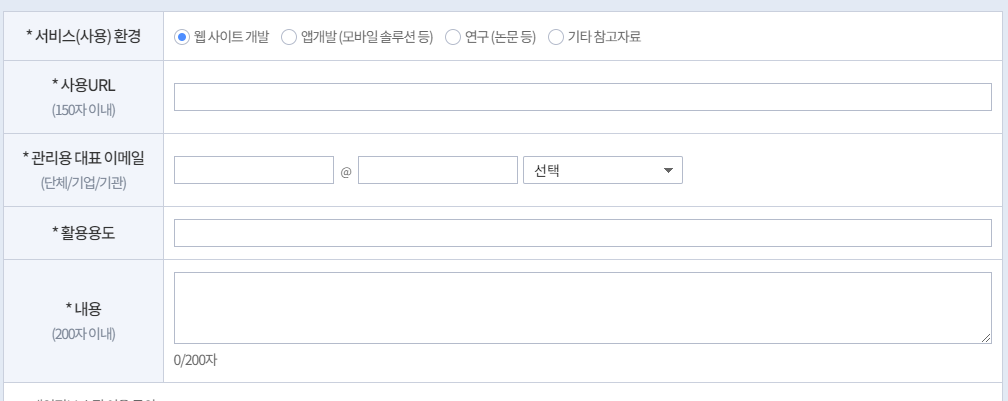 * 서비스(사용) 환경 웹 사이트 개발 앱개발 (모바일 솔루션 등) 연구 (논문 등) 기타 참고자료
* 사용URL
(150자 이내)
* 관리용 대표 이메일
(단체/기업/기관)
@ 선택
* 활용용도
* 내용
(200자 이내)
0/200자